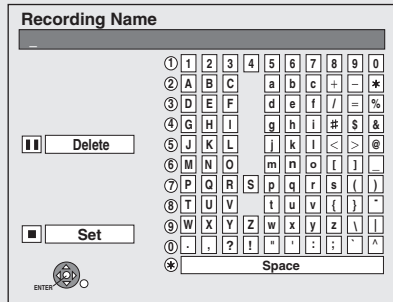 Recording Name
_
① 1 2 3 4 5 6 7 8 9 0
② A B C a b c + − *
③ D E F d e f / = %
④ G H I g h i # $ &
Delete ⑤ J K L j k l < > @
⑥ M N O m n o [ ] _
⑦ P Q R S p q r s ( )
⑧ T U V t u v { } ˜
Set ⑨ W X Y Z w x y z \ |
⓪ . , ? ! " ' : ; ` ^
✱ Space
ENTER